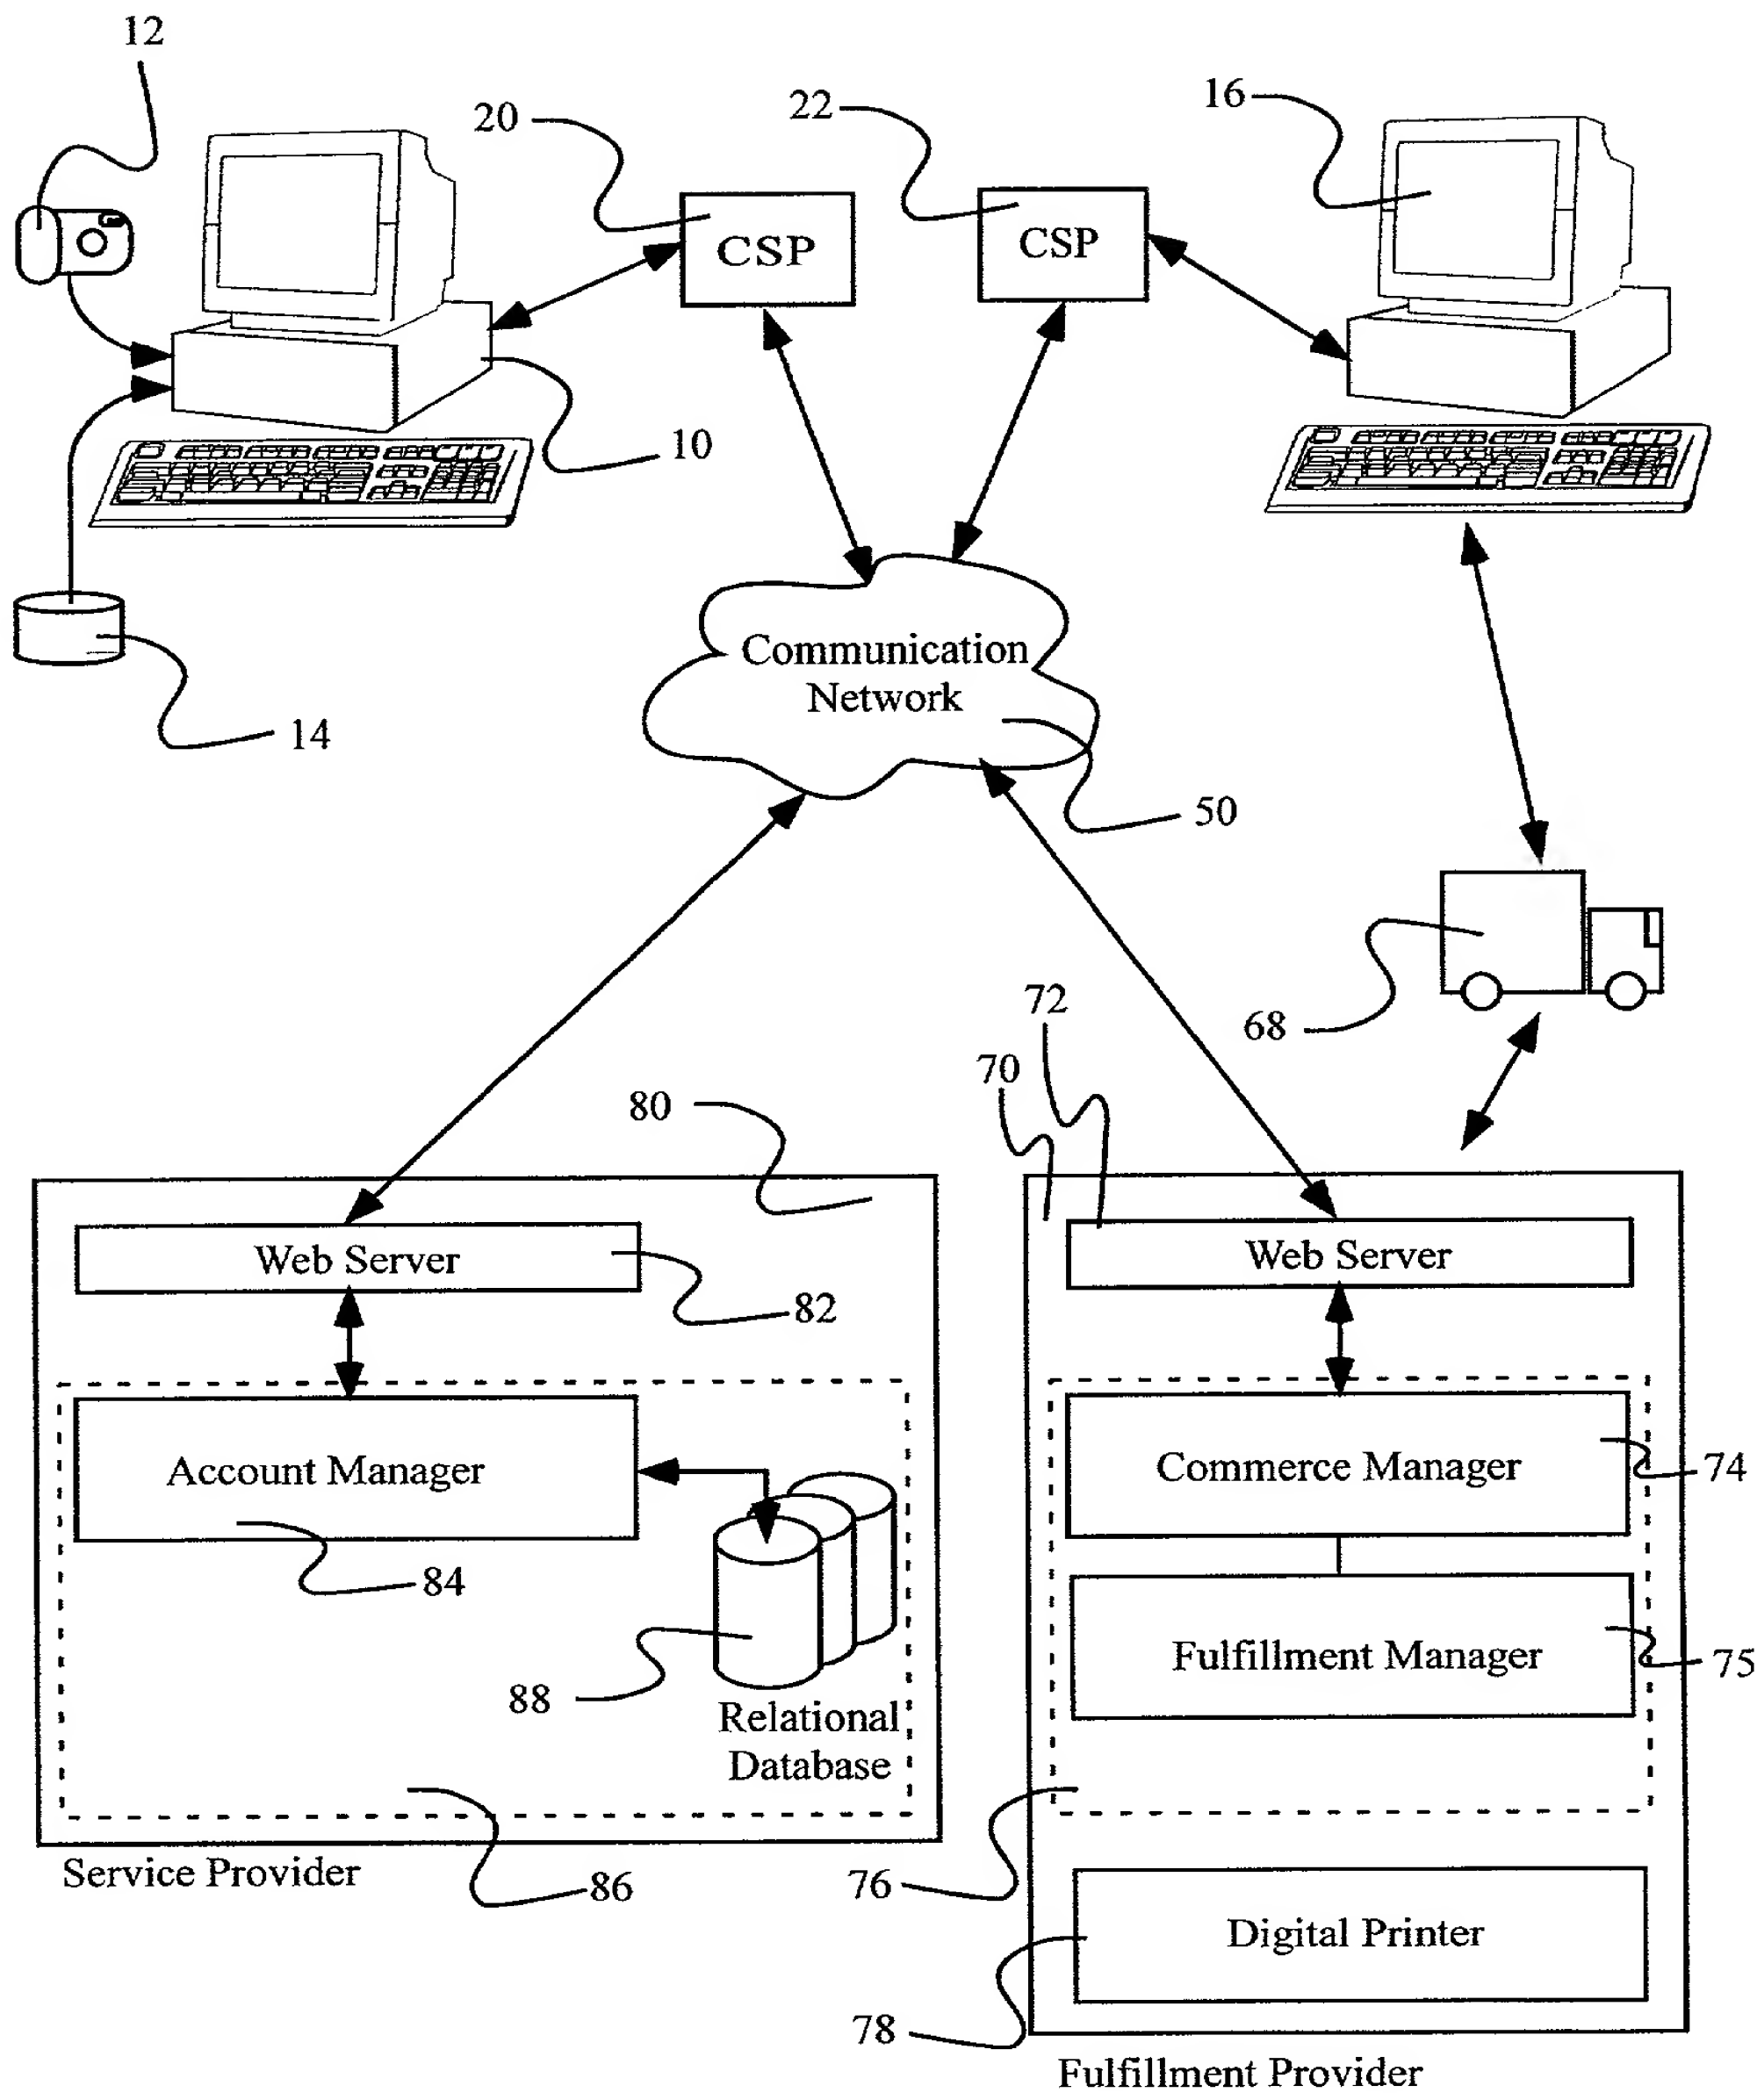 12
20
22
16
CSP
CSP
10
14
Communication
Network
50
68
72
70
80
Web Server
82
Account Manager
84
88
Relational
Database
86
Service Provider
Web Server
Commerce Manager
74
Fulfillment Manager
75
76
Digital Printer
78
Fulfillment Provider